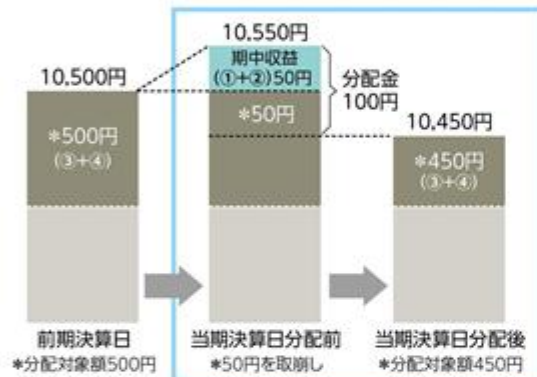 10,550円
期中収益
(①+②)50円
分配金
100円
10,500円
*50円
10,450円
*500円
(③+④)
*450円
(③+④)
前期決算日
当期決算日分配前
当期決算日分配後
*分配対象額500円
*50円を取崩し
*分配対象額450円